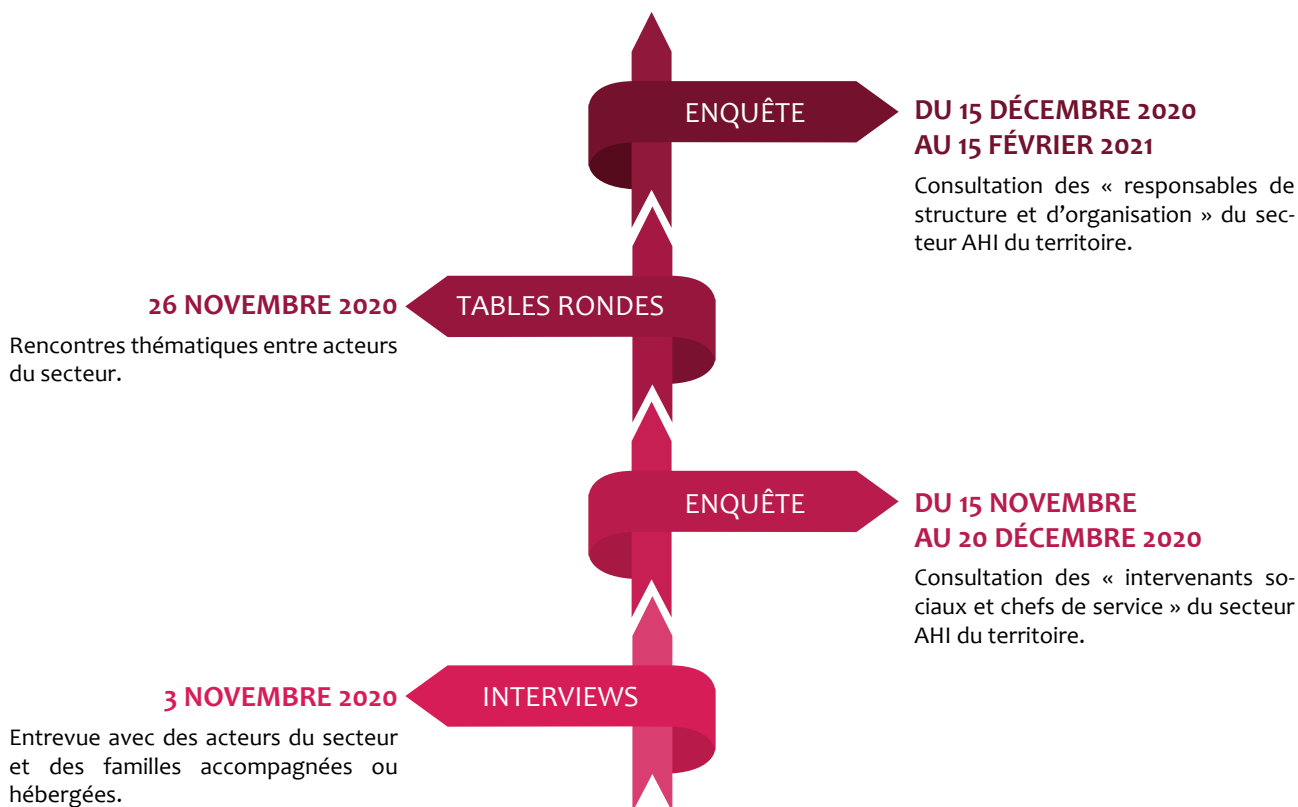 ENQUÊTE
DU 15 DÉCEMBRE 2020
AU 15 FÉVRIER 2021
Consultation des « responsables de
structure et d'organisation » du sec-
teur AHI du territoire.
26 NOVEMBRE 2020
TABLES RONDES
Rencontres thématiques entre acteurs
du secteur.
ENQUÊTE
DU 15 NOVEMBRE
AU 20 DÉCEMBRE 2020
Consultation des « intervenants so-
ciaux et chefs de service » du secteur
AHI du territoire.
3 NOVEMBRE 2020
INTERVIEWS
Entrevue avec des acteurs du secteur
et des familles accompagnées ou
hébergées.